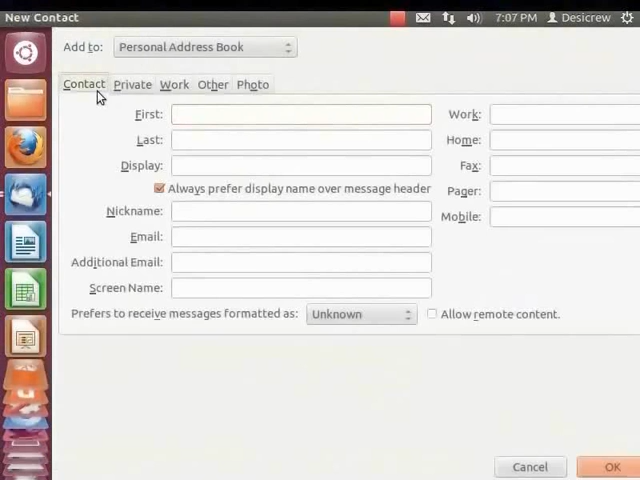 New Contact 7:07 PM Desicrew
Add to: Personal Address Book
Contact Private Work Other Photo
First: Work:
Last: Home:
Display: Fax:
Always prefer display name over message header Pager:
Nickname: Mobile:
Email:
Additional Email:
Screen Name:
Prefers to receive messages formatted as: Unknown Allow remote content.
Cancel OK